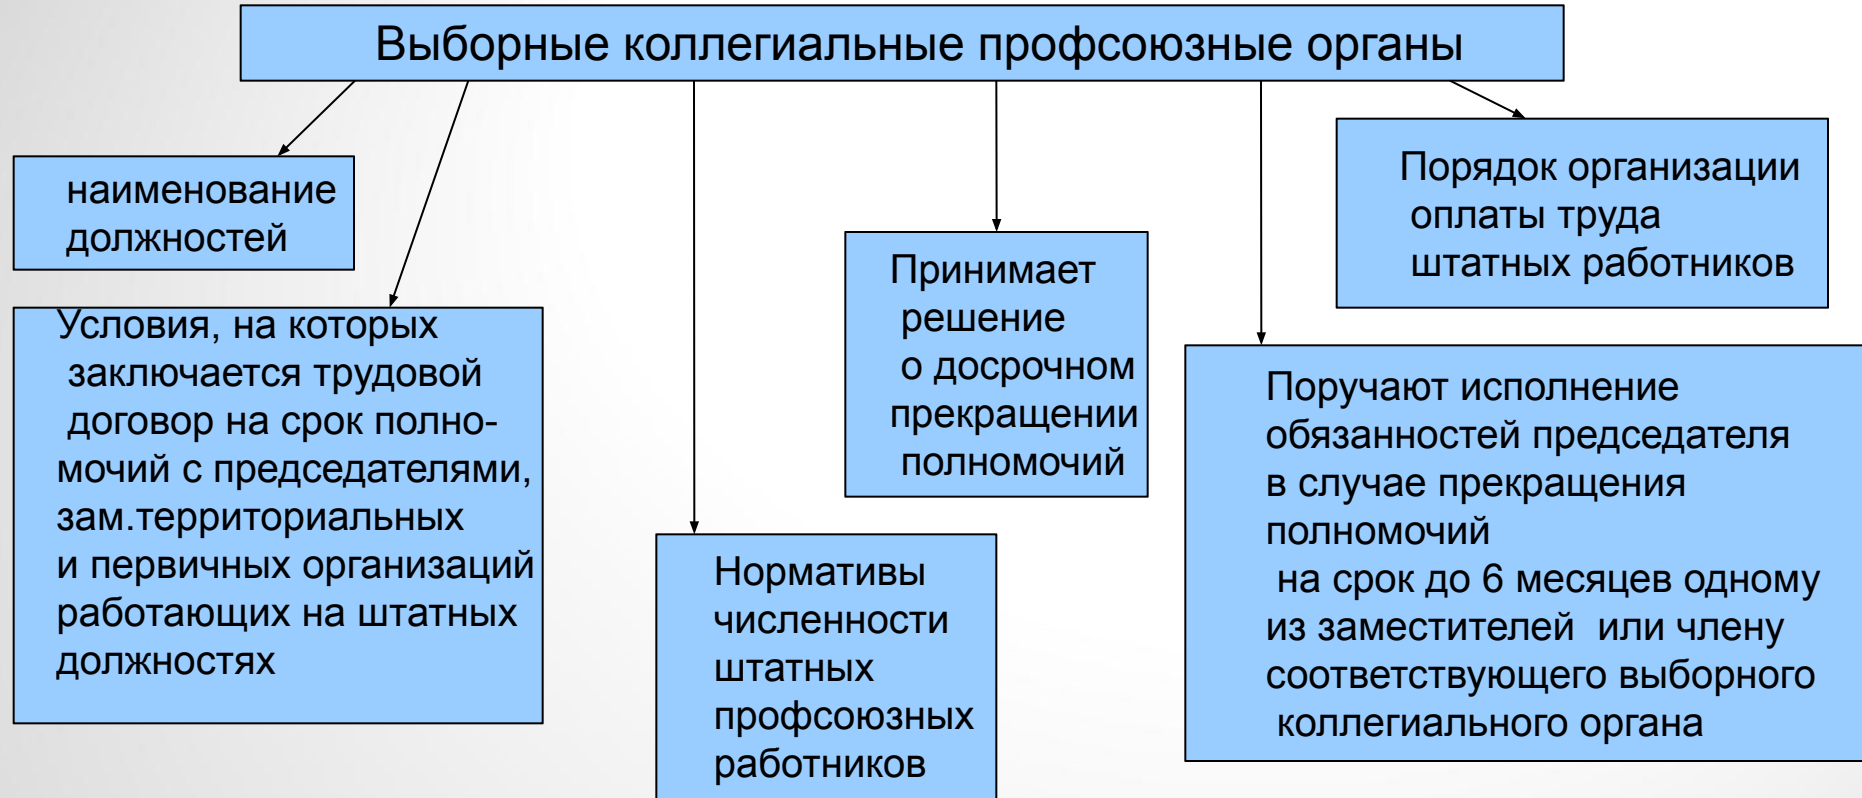 Выборные коллегиальные профсоюзные органы
наименование
должностей
Условия, на которых
заключается трудовой
договор на срок полно-
мочий с председателями,
зам.территориальных
и первичных организаций
работающих на штатных
должностях
Нормативы
численности
штатных
профсоюзных
работников
Принимает
решение
о досрочном
прекращении
полномочий
Порядок организации
оплаты труда
штатных работников
Поручают исполнение
обязанностей председателя
в случае прекращения
полномочий
на срок до 6 месяцев одному
из заместителей или члену
соответствующего выборного
коллегиального органа